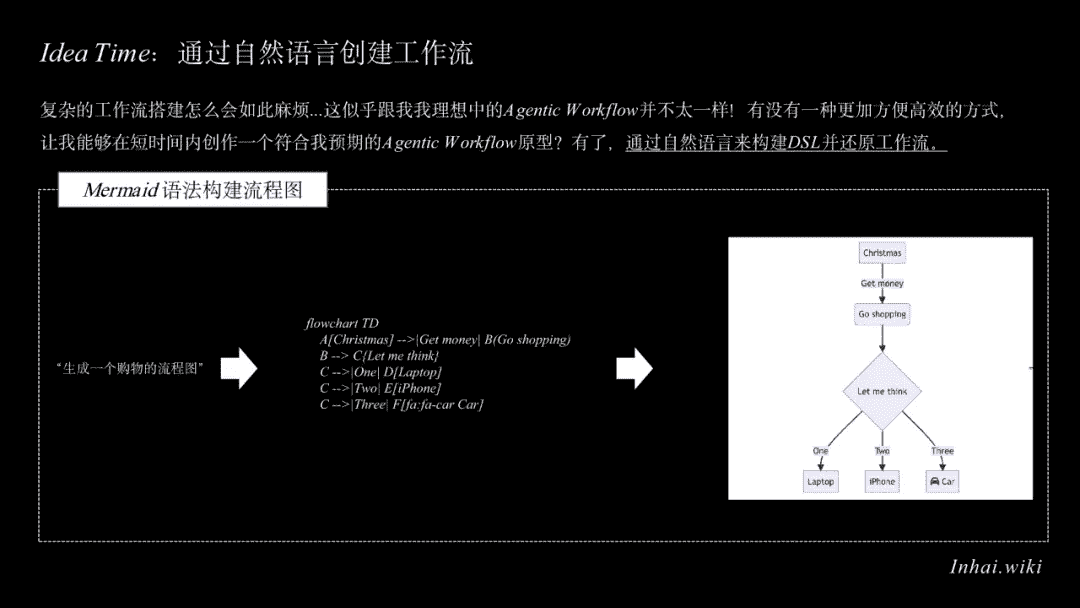 Idea Time：通过自然语言创建工作流
复杂的工作流搭建怎么会如此麻烦...这似乎跟我我理想中的Agentic Workflow并不太一样！有没有一种更加方便高效的方式，
让我能够在短时间内创作一个符合我预期的Agentic Workflow原型？有了，通过自然语言来构建DSL并还原工作流。
Mermaid 语法构建流程图
“生成一个购物的流程图”
flowchart TD
A[Christmas] -->|Get money| B(Go shopping)
B --> C{Let me think}
C -->|One| D[Laptop]
C -->|Two| E[iPhone]
C -->|Three| F[fa:fa-car Car]
Christmas
Get money
Go shopping
Let me think
One Two Three
Laptop iPhone Car
Inhai.wiki